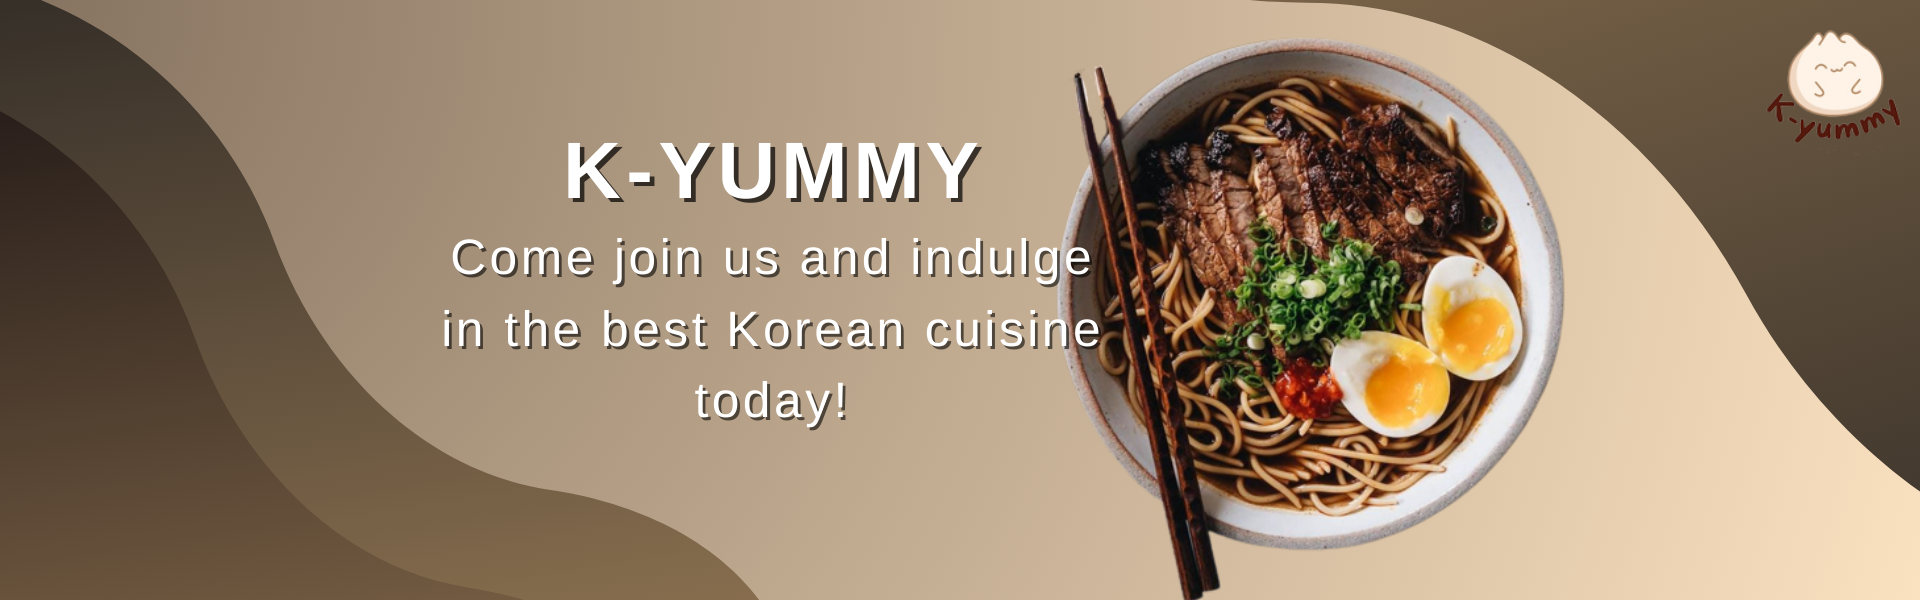 K-YUMMY
Come join us and indulge
in the best Korean cuisine
today!
K-yummy